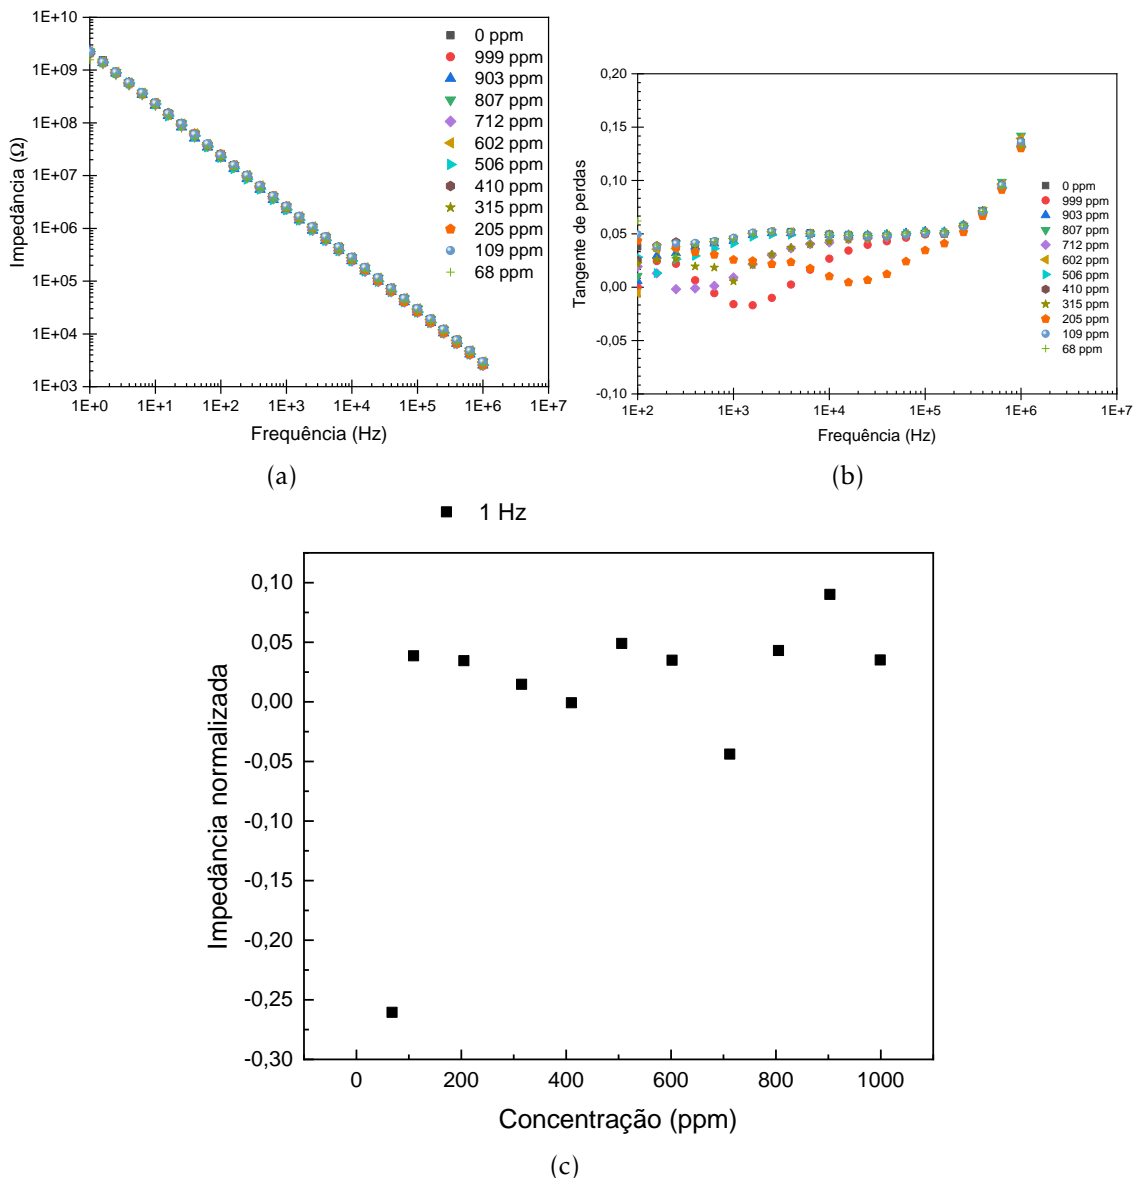 1E+10
1E+09
1E+08
1E+07
1E+06
1E+05
1E+04
1E+03
Impedância (Ω)
1E+0 1E+1 1E+2 1E+3 1E+4 1E+5 1E+6 1E+7
Frequência (Hz)
0 ppm
999 ppm
903 ppm
807 ppm
712 ppm
602 ppm
506 ppm
410 ppm
315 ppm
205 ppm
109 ppm
68 ppm
(a)
0,20
0,15
0,10
0,05
0,00
-0,05
-0,10
Tangente de perdas
1E+2 1E+3 1E+4 1E+5 1E+6 1E+7
Frequência (Hz)
0 ppm
999 ppm
903 ppm
807 ppm
712 ppm
602 ppm
506 ppm
410 ppm
315 ppm
205 ppm
109 ppm
68 ppm
(b)
1 Hz
0,10
0,05
0,00
-0,05
-0,10
-0,15
-0,20
-0,25
-0,30
Impedância normalizada
0 200 400 600 800 1000
Concentração (ppm)
(c)